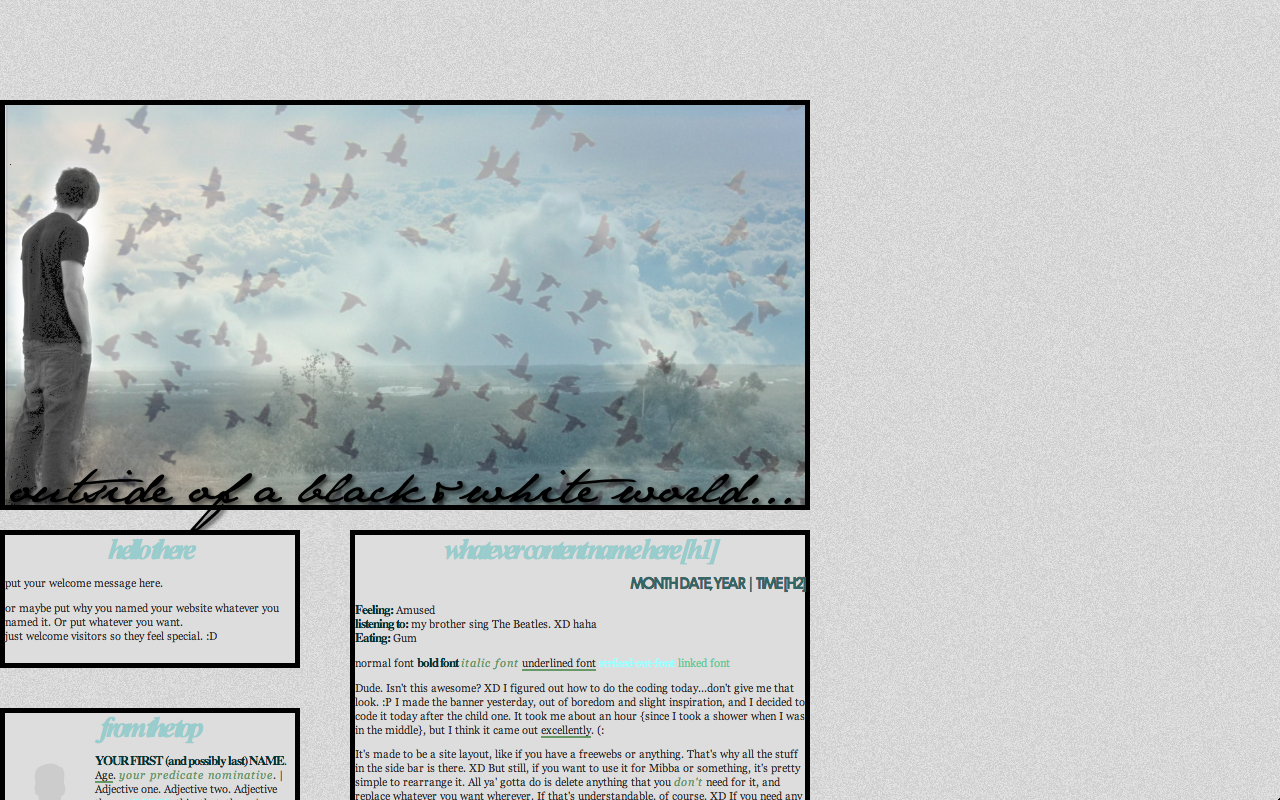 outside of a black & white world...
hello there
put your welcome message here.
or maybe put why you named your website whatever you
named it. Or put whatever you want.
just welcome visitors so they feel special. :D
from the top
YOUR FIRST (and possibly last) NAME.
Age. your predicate nominative. |
Adjective one. Adjective two. Adjective
whatever content name here [h1]
MONTH DATE, YEAR | TIME [H2]
Feeling: Amused
listening to: my brother sing The Beatles. XD haha
Eating: Gum
normal font bold font italic font underlined font striked out font linked font
Dude. Isn't this awesome? XD I figured out how to do the coding today...don't give me that
look. :P I made the banner yesterday, out of boredom and slight inspiration, and I decided to
code it today after the child one. It took me about an hour {since I took a shower when I was
in the middle}, but I think it came out excellently. (:
It's made to be a site layout, like if you have a freewebs or anything. That's why all the stuff
in the side bar is there. XD But still, if you want to use it for Mibba or something, it's pretty
simple to rearrange it. All ya' gotta do is delete anything that you don't need for it, and
replace whatever you want wherever. If that's understandable, of course. XD If you need any